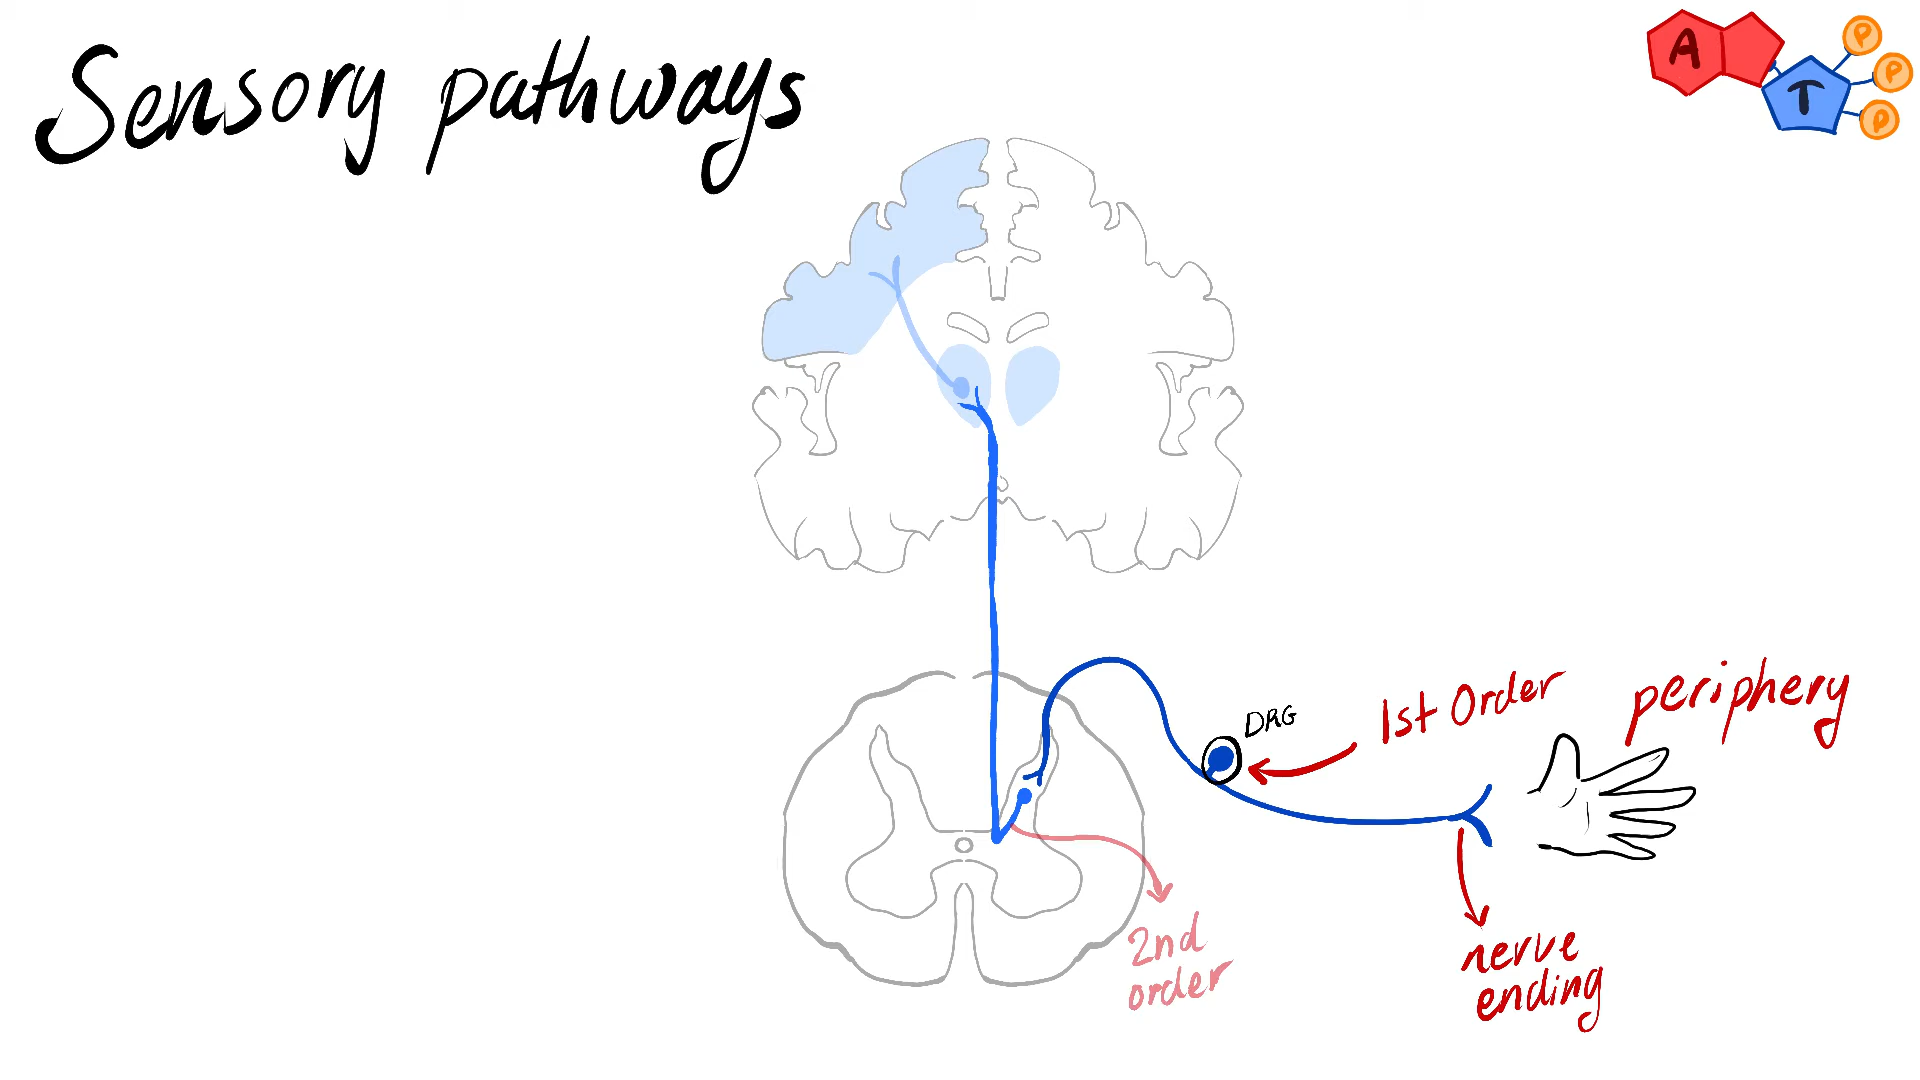 Sensory pathways
A
T
P
P
P
DRG
1st Order
periphery
2nd
order
nerve
ending